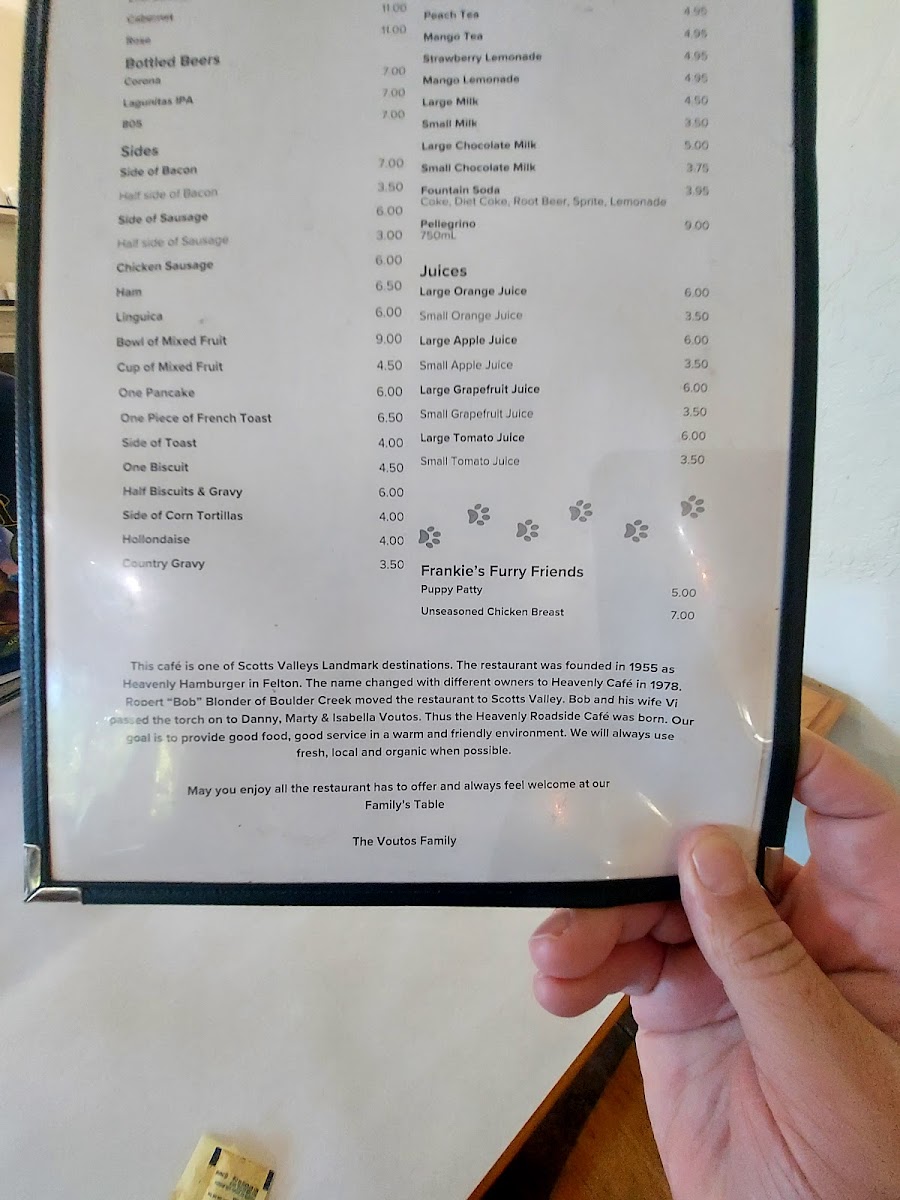 Cabernet 11.00
Rose 11.00
Bottled Beers
Corona 7.00
Lagunitas IPA 7.00
805 7.00
Sides
Side of Bacon 7.00
Half side of Bacon 3.50
Side of Sausage 6.00
Half side of Sausage 3.00
Chicken Sausage 6.00
Ham 6.50
Linguica 6.00
Bowl of Mixed Fruit 9.00
Cup of Mixed Fruit 4.50
One Pancake 6.00
One Piece of French Toast 6.50
Side of Toast 4.00
One Biscuit 4.50
Half Biscuits & Gravy 6.00
Side of Corn Tortillas 4.00
Hollondaise 4.00
Country Gravy 3.50
Peach Tea 4.95
Mango Tea 4.95
Strawberry Lemonade 4.95
Mango Lemonade 4.95
Large Milk 4.50
Small Milk 3.50
Large Chocolate Milk 5.00
Small Chocolate Milk 3.75
Fountain Soda 3.95
Coke, Diet Coke, Root Beer, Sprite, Lemonade
Pellegrino 9.00
750mL
Juices
Large Orange Juice 6.00
Small Orange Juice 3.50
Large Apple Juice 6.00
Small Apple Juice 3.50
Large Grapefruit Juice 6.00
Small Grapefruit Juice 3.50
Large Tomato Juice 6.00
Small Tomato Juice 3.50
Frankie's Furry Friends
Puppy Patty 5.00
Unseasoned Chicken Breast 7.00
This café is one of Scotts Valleys Landmark destinations. The restaurant was founded in 1955 as
Heavenly Hamburger in Felton. The name changed with different owners to Heavenly Café in 1978.
Robert "Bob" Blonder of Boulder Creek moved the restaurant to Scotts Valley. Bob and his wife Vi
passed the torch on to Danny, Marty & Isabella Voutos. Thus the Heavenly Roadside Café was born. Our
goal is to provide good food, good service in a warm and friendly environment. We will always use
fresh, local and organic when possible.
May you enjoy all the restaurant has to offer and always feel welcome at our
Family's Table
The Voutos Family